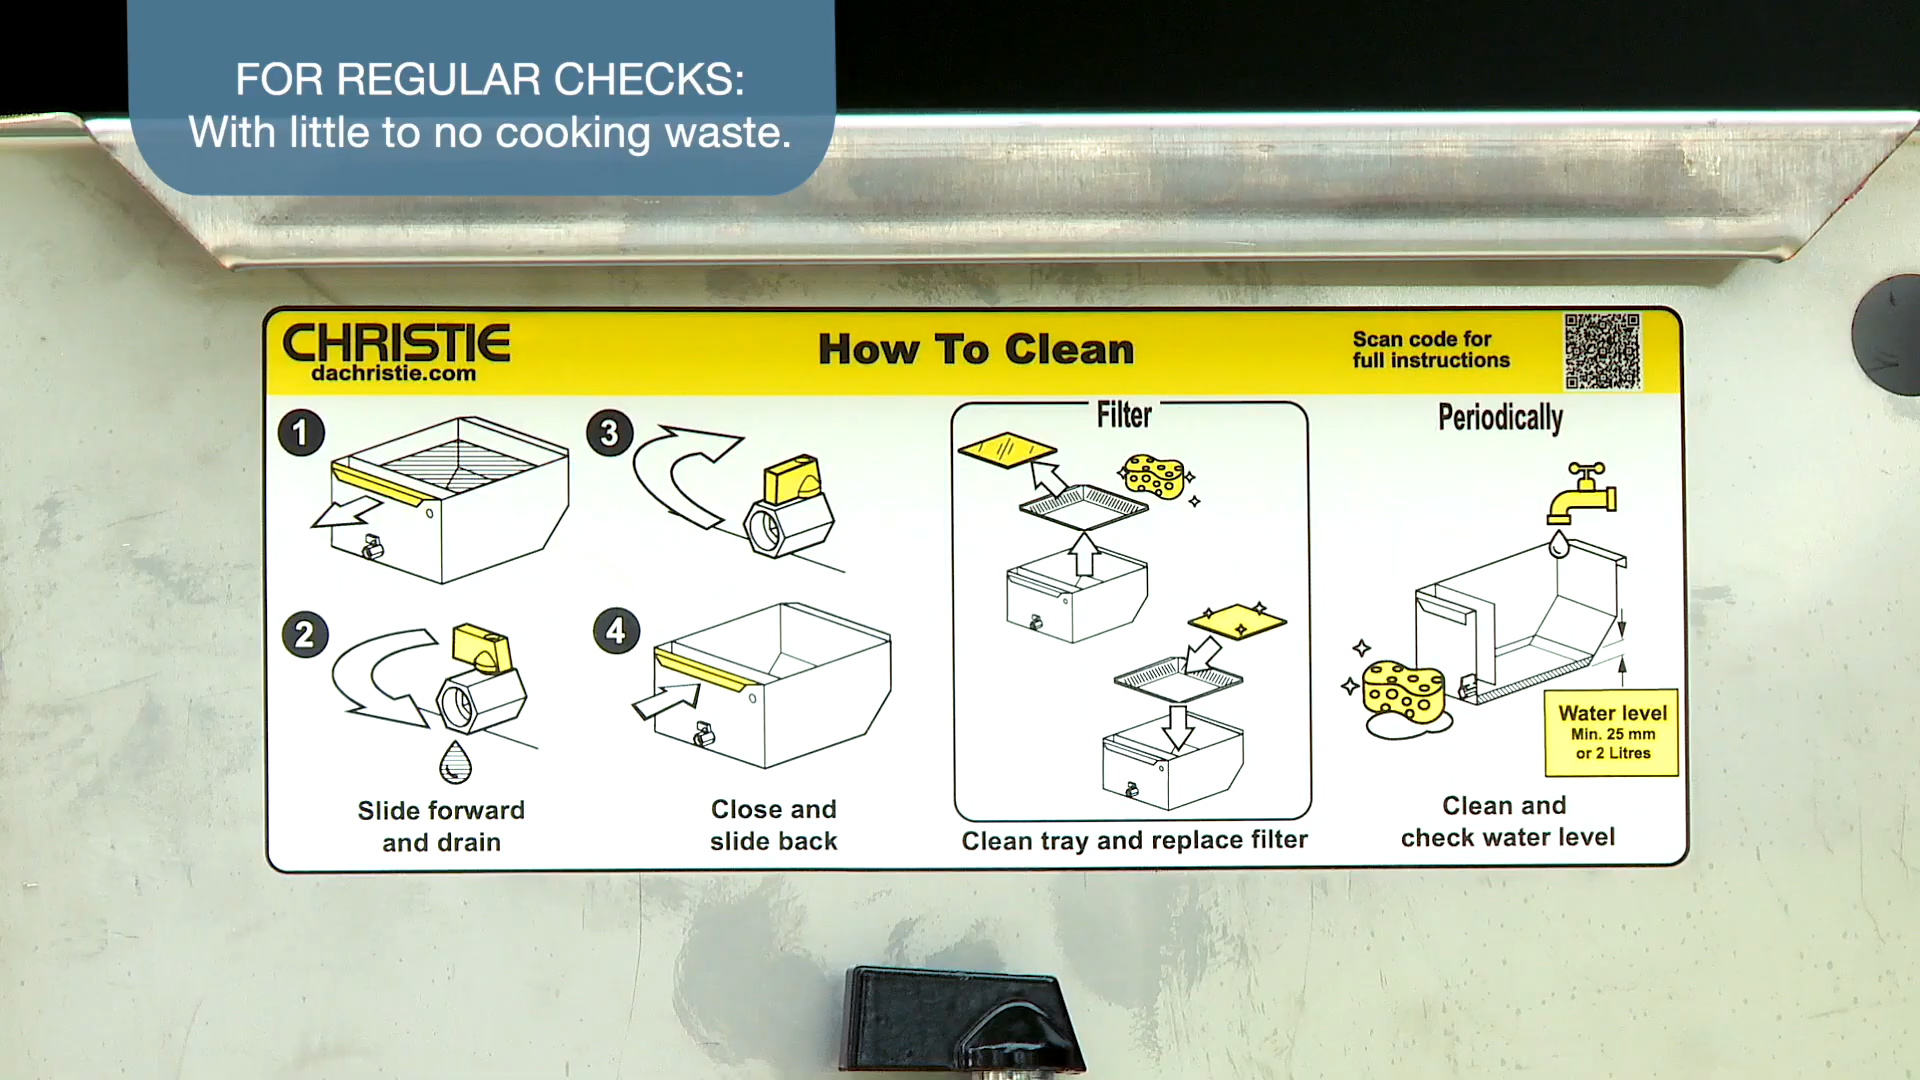 FOR REGULAR CHECKS:
With little to no cooking waste.
CHRISTIE
dachristie.com
How To Clean
Scan code for
full instructions
1
2
Slide forward
and drain
3
4
Close and
slide back
Filter
Clean tray and replace filter
Periodically
Water level
Min. 25 mm
or 2 Litres
Clean and
check water level